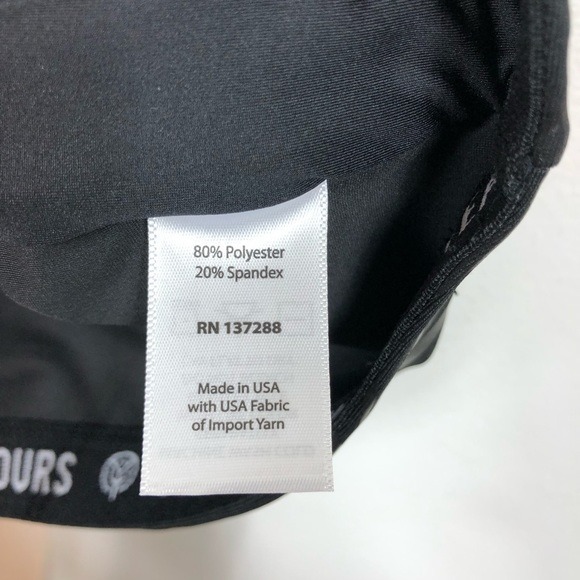 80% Polyester
20% Spandex
RN 137288
Made in USA
with USA Fabric
of Import Yarn
OURS